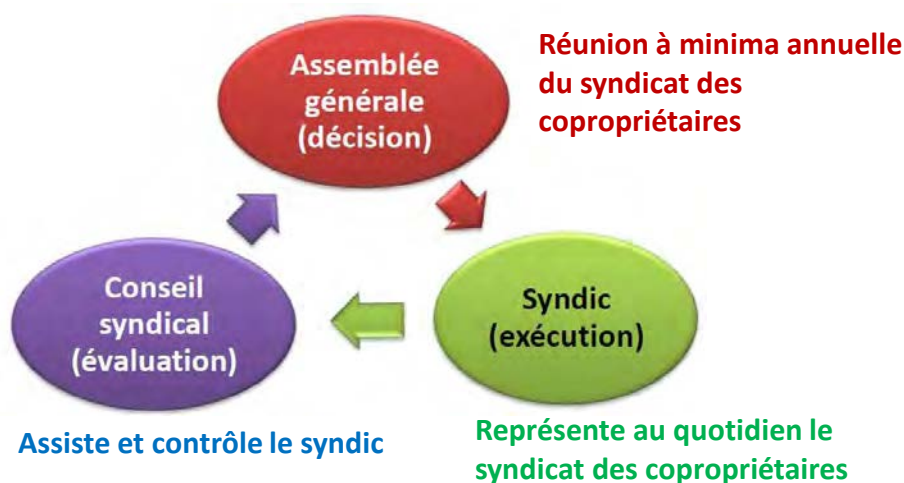 Assemblée
générale
(décision)
Réunion à minima annuelle
du syndicat des
copropriétaires
Conseil
syndical
(évaluation)
Syndic
(exécution)
Assiste et contrôle le syndic
Représente au quotidien le
syndicat des copropriétaires